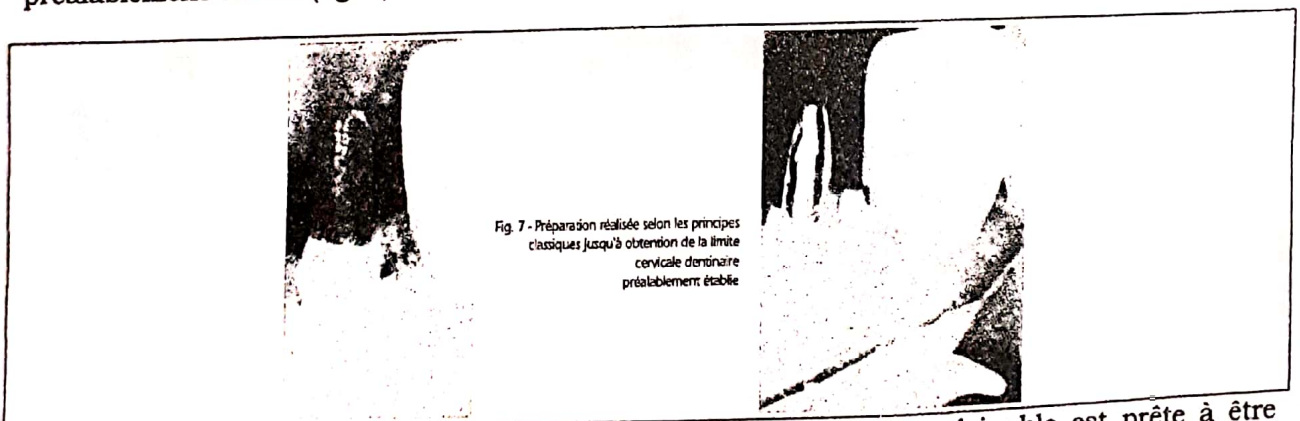 Fig. 7 - Préparation réalisée selon les principes
classiques jusqu'à obtention de la limite
cervicale dentinaire
préalablement établie
est prête à être